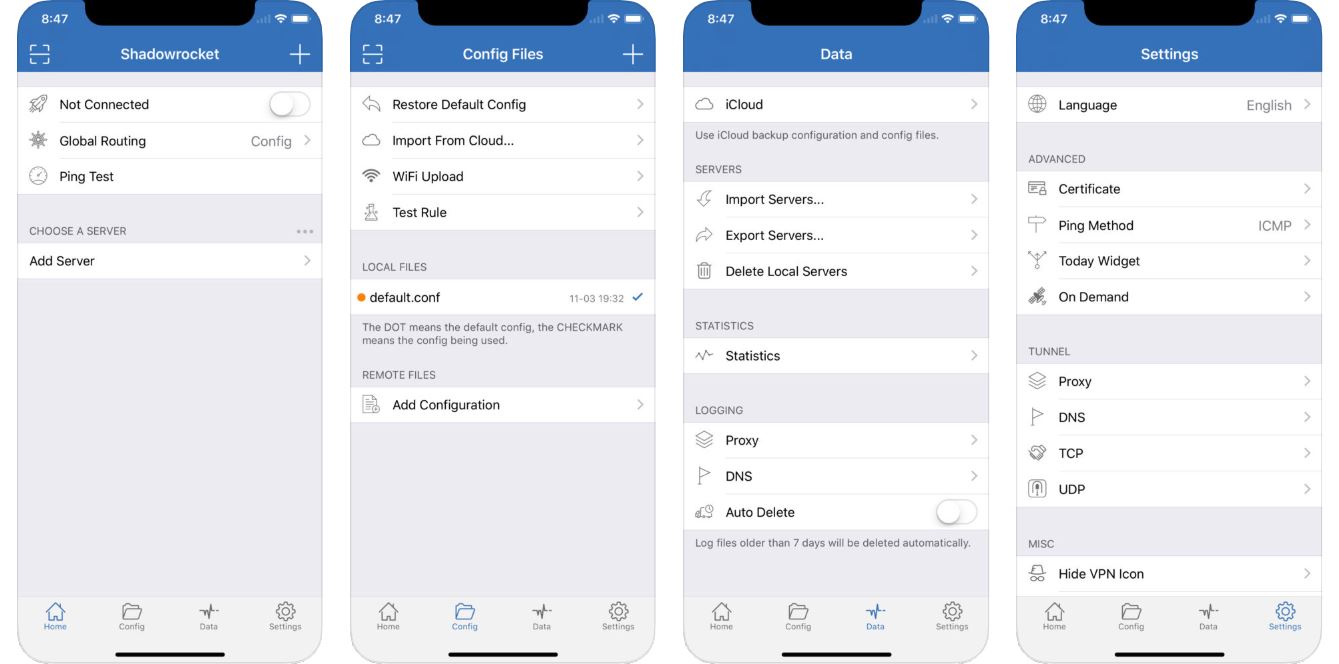 8:47
Shadowrocket
Not Connected
Global Routing Config
Ping Test
CHOOSE A SERVER
Add Server
Home Config Data Settings
8:47
Config Files
Restore Default Config
Import From Cloud...
WiFi Upload
Test Rule
LOCAL FILES
default.conf 11-03 19:32
The DOT means the default config, the CHECKMARK
means the config being used.
REMOTE FILES
Add Configuration
Home Config Data Settings
8:47
Data
iCloud
Use iCloud backup configuration and config files.
SERVERS
Import Servers...
Export Servers...
Delete Local Servers
STATISTICS
Statistics
LOGGING
Proxy
DNS
Auto Delete
Log files older than 7 days will be deleted automatically.
Home Config Data Settings
8:47
Settings
Language English
ADVANCED
Certificate
Ping Method ICMP
Today Widget
On Demand
TUNNEL
Proxy
DNS
TCP
UDP
MISC
Hide VPN Icon
Home Config Data Settings